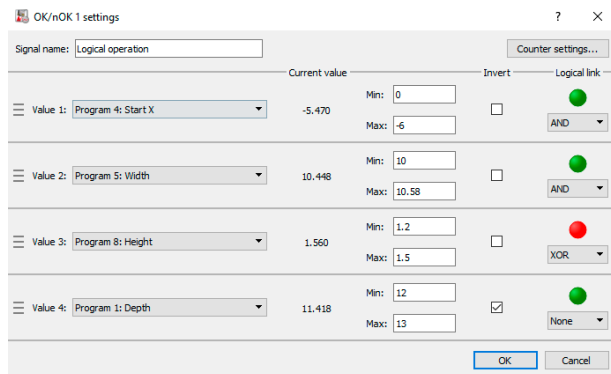 OK/nOK 1 settings
?
Signal name: Logical operation
Counter settings...
Current value
Invert
Logical link
Value 1: Program 4: Start X
-5.470
Min: 0
Max: -6
AND
Value 2: Program 5: Width
10.448
Min: 10
Max: 10.58
AND
Value 3: Program 8: Height
1.560
Min: 1.2
Max: 1.5
XOR
Value 4: Program 1: Depth
11.418
Min: 12
Max: 13
None
OK
Cancel